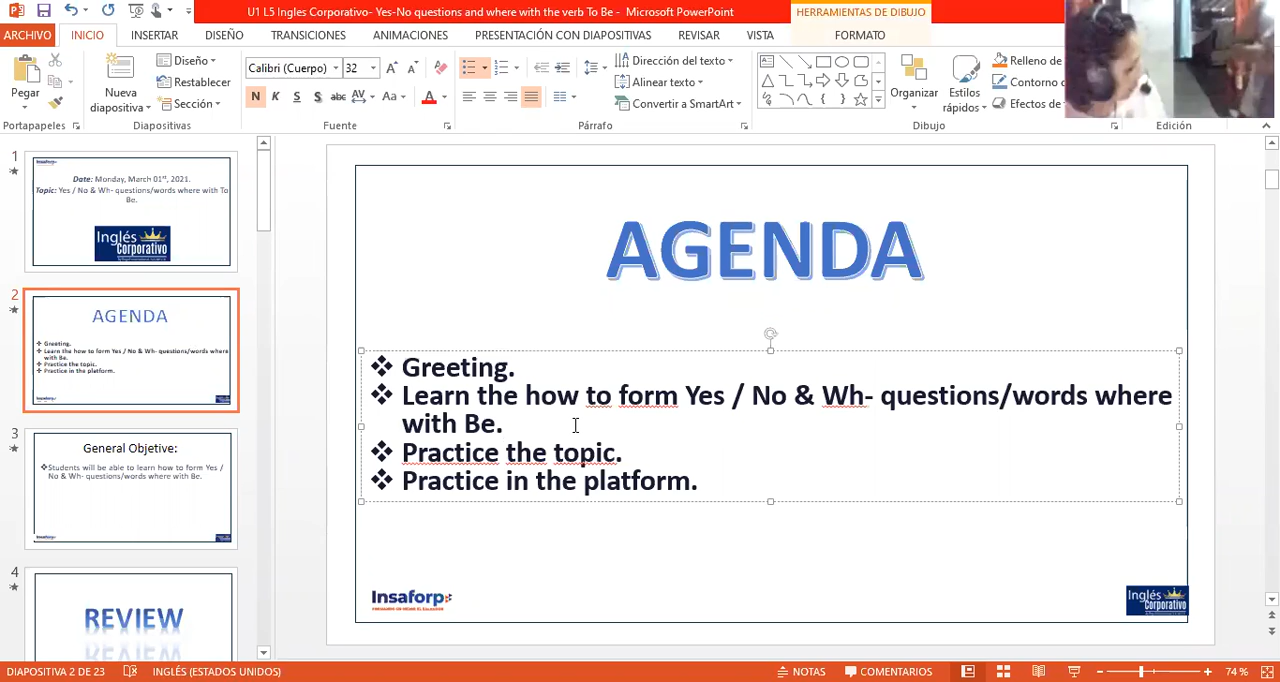 U1 L5 Ingles Corporativo- Yes-No questions and where with the verb To Be - Microsoft PowerPoint
HERRAMIENTAS DE DIBUJO
ARCHIVO INICIO INSERTAR DISEÑO TRANSICIONES ANIMACIONES PRESENTACIÓN CON DIAPOSITIVAS REVISAR VISTA FORMATO
Pegar
Nueva
diapositiva
Diseño
Restablecer
Sección
Calibri (Cuerpo) 32
N K S S abc AV Aa A
Dirección del texto
Alinear texto
Convertir a SmartArt
Organizar
Estilos
rápidos
Relleno de
Contorno
Efectos de
Portapapeles Diapositivas Fuente Párrafo Dibujo Edición
1
Date: Monday, March 01st, 2021.
Topic: Yes / No & Wh- questions/words where with To
Be.
Inglés
Corporativo
2
AGENDA
Greeting.
Learn the how to form Yes / No & Wh- questions/words where
with Be.
Practice the topic.
Practice in the platform.
3
General Objetive:
Students will be able to learn how to form Yes /
No & Wh- questions/words where with Be.
4
REVIEW
AGENDA
❖ Greeting.
❖ Learn the how to form Yes / No & Wh- questions/words where
with Be.
❖ Practice the topic.
❖ Practice in the platform.
Insaforp
Inglés
Corporativo
DIAPOSITIVA 2 DE 23 INGLÉS (ESTADOS UNIDOS) NOTAS COMENTARIOS 74 %